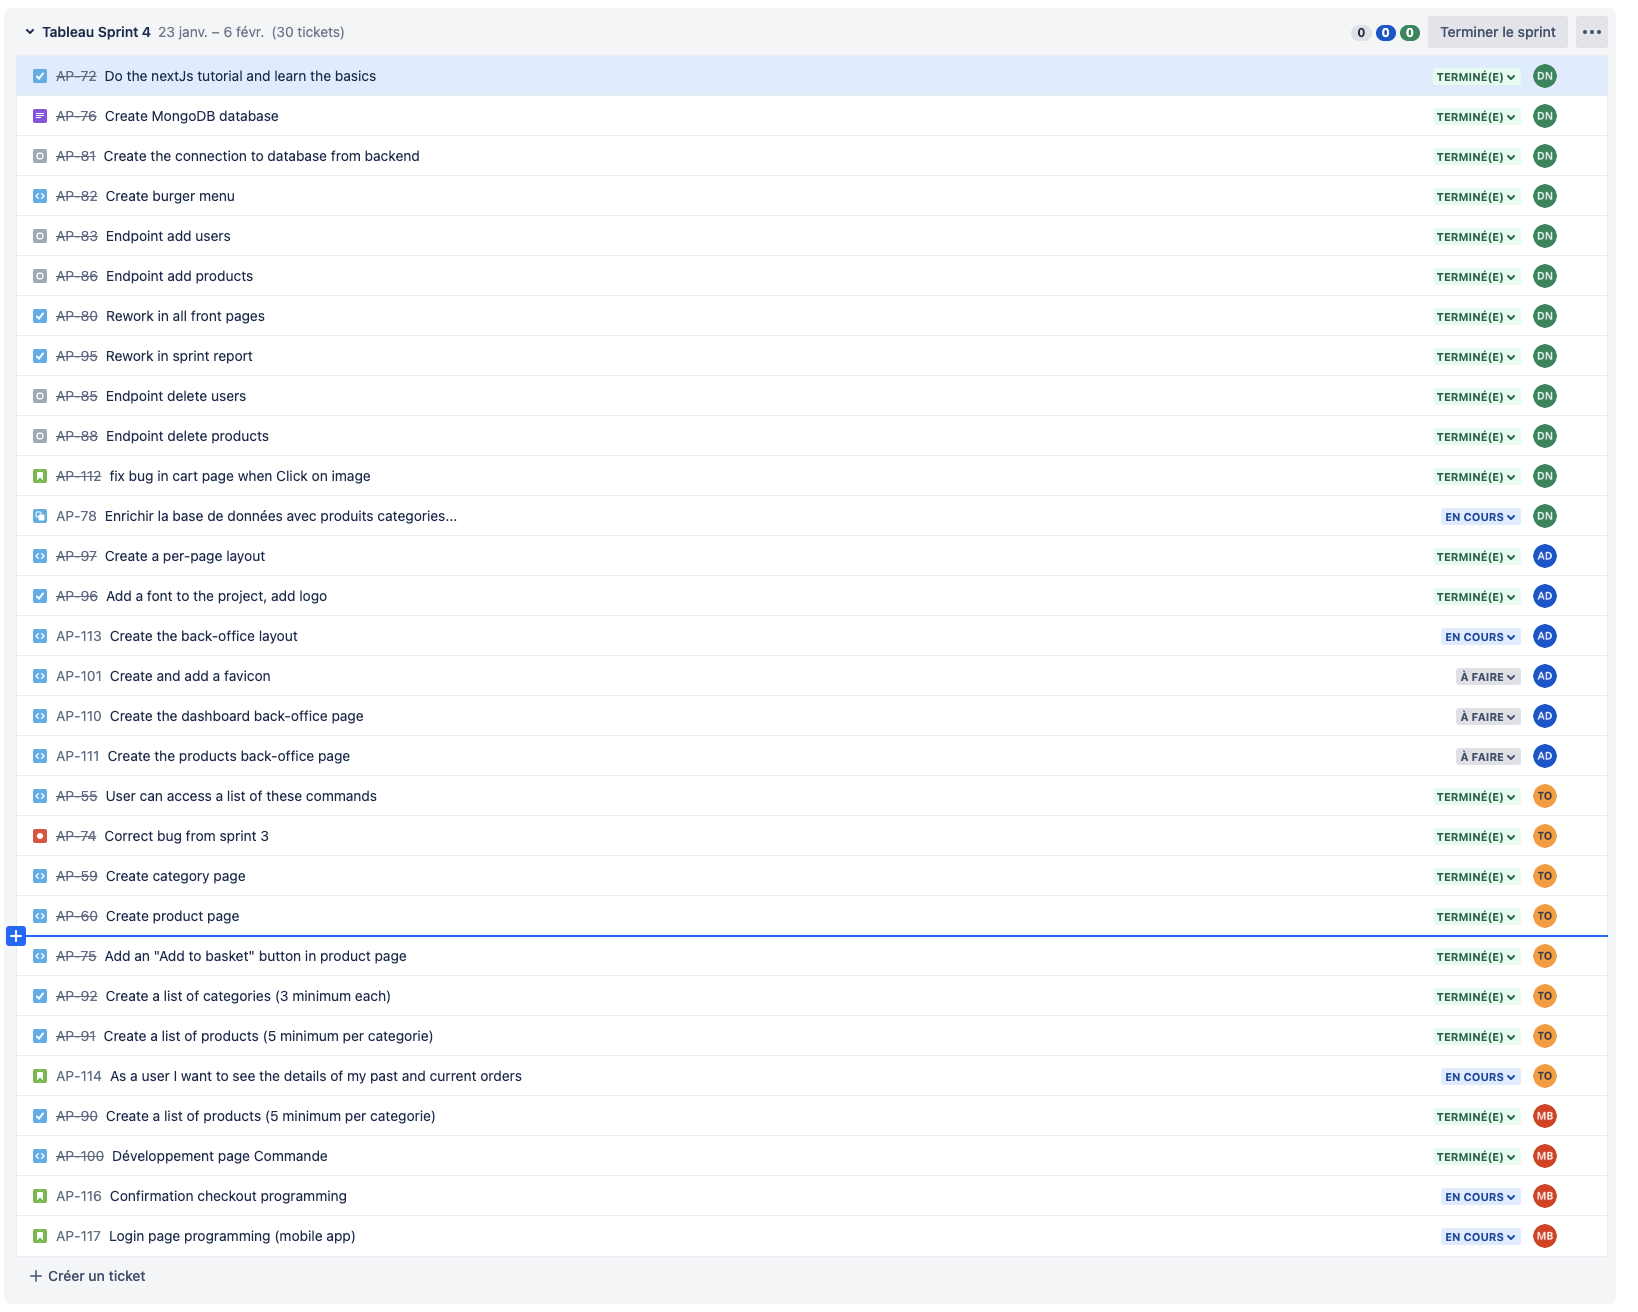 Tableau Sprint 4 23 janv. – 6 févr. (30 tickets) 0 0 0 Terminer le sprint
AP-72 Do the nextJs tutorial and learn the basics TERMINÉ(E) DN
AP-76 Create MongoDB database TERMINÉ(E) DN
AP-81 Create the connection to database from backend TERMINÉ(E) DN
AP-82 Create burger menu TERMINÉ(E) DN
AP-83 Endpoint add users TERMINÉ(E) DN
AP-86 Endpoint add products TERMINÉ(E) DN
AP-80 Rework in all front pages TERMINÉ(E) DN
AP-95 Rework in sprint report TERMINÉ(E) DN
AP-85 Endpoint delete users TERMINÉ(E) DN
AP-88 Endpoint delete products TERMINÉ(E) DN
AP-112 fix bug in cart page when Click on image TERMINÉ(E) DN
AP-78 Enrichir la base de données avec produits categories... EN COURS DN
AP-97 Create a per-page layout TERMINÉ(E) AD
AP-96 Add a font to the project, add logo TERMINÉ(E) AD
AP-113 Create the back-office layout EN COURS AD
AP-101 Create and add a favicon À FAIRE AD
AP-110 Create the dashboard back-office page À FAIRE AD
AP-111 Create the products back-office page À FAIRE AD
AP-55 User can access a list of these commands TERMINÉ(E) TO
AP-74 Correct bug from sprint 3 TERMINÉ(E) TO
AP-59 Create category page TERMINÉ(E) TO
AP-60 Create product page TERMINÉ(E) TO
AP-75 Add an "Add to basket" button in product page TERMINÉ(E) TO
AP-92 Create a list of categories (3 minimum each) TERMINÉ(E) TO
AP-91 Create a list of products (5 minimum per categorie) TERMINÉ(E) TO
AP-114 As a user I want to see the details of my past and current orders EN COURS TO
AP-90 Create a list of products (5 minimum per categorie) TERMINÉ(E) MB
AP-100 Développement page Commande TERMINÉ(E) MB
AP-116 Confirmation checkout programming EN COURS MB
AP-117 Login page programming (mobile app) EN COURS MB
+ Créer un ticket